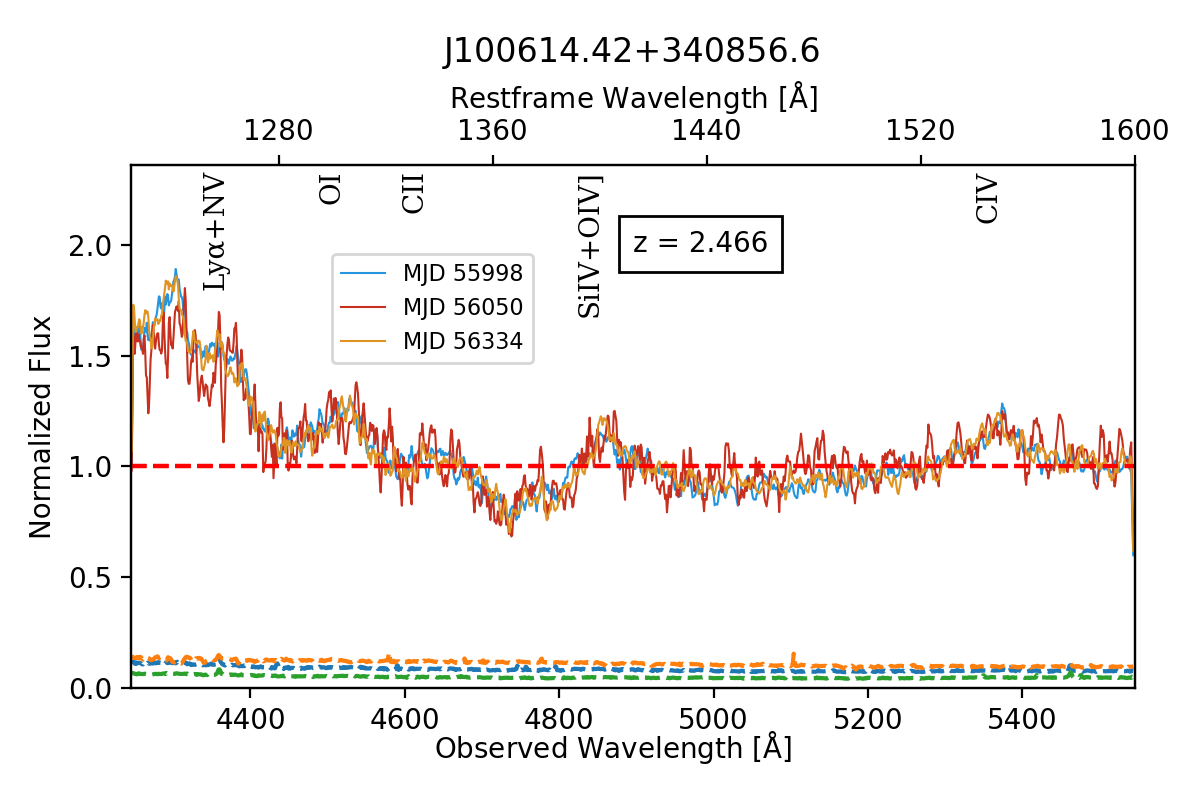 J100614.42+340856.6
Restframe Wavelength [Å]
1280 1360 1440 1520 1600
Lyα+NV
OI
CII
SiIV+OIV]
CIV
z = 2.466
MJD 55998
MJD 56050
MJD 56334
Normalized Flux
2.0
1.5
1.0
0.5
0.0
4400 4600 4800 5000 5200 5400
Observed Wavelength [Å]